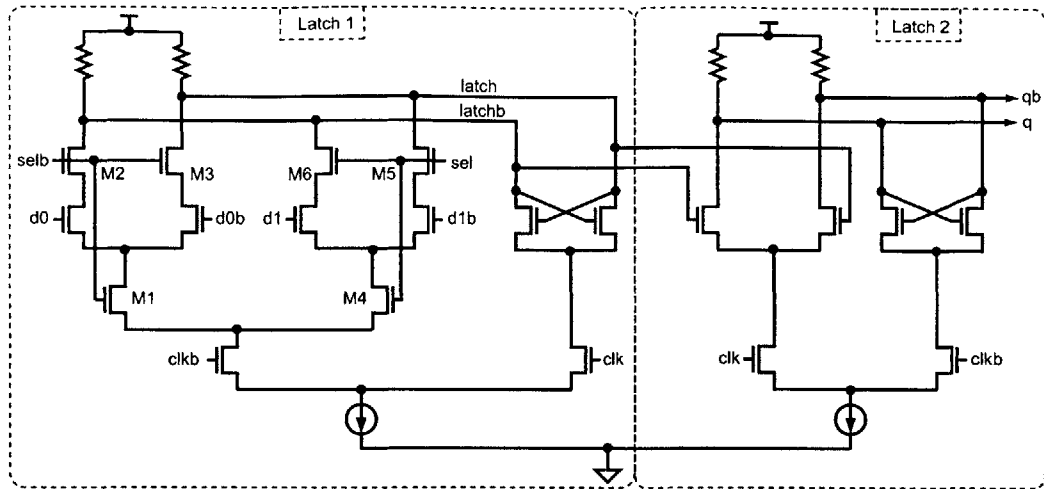 Latch 1
Latch 2
latch
latchb
qb
q
selb
M2
M3
M6
M5
sel
d0
d0b
d1
d1b
M1
M4
clkb
clk
clk
clkb